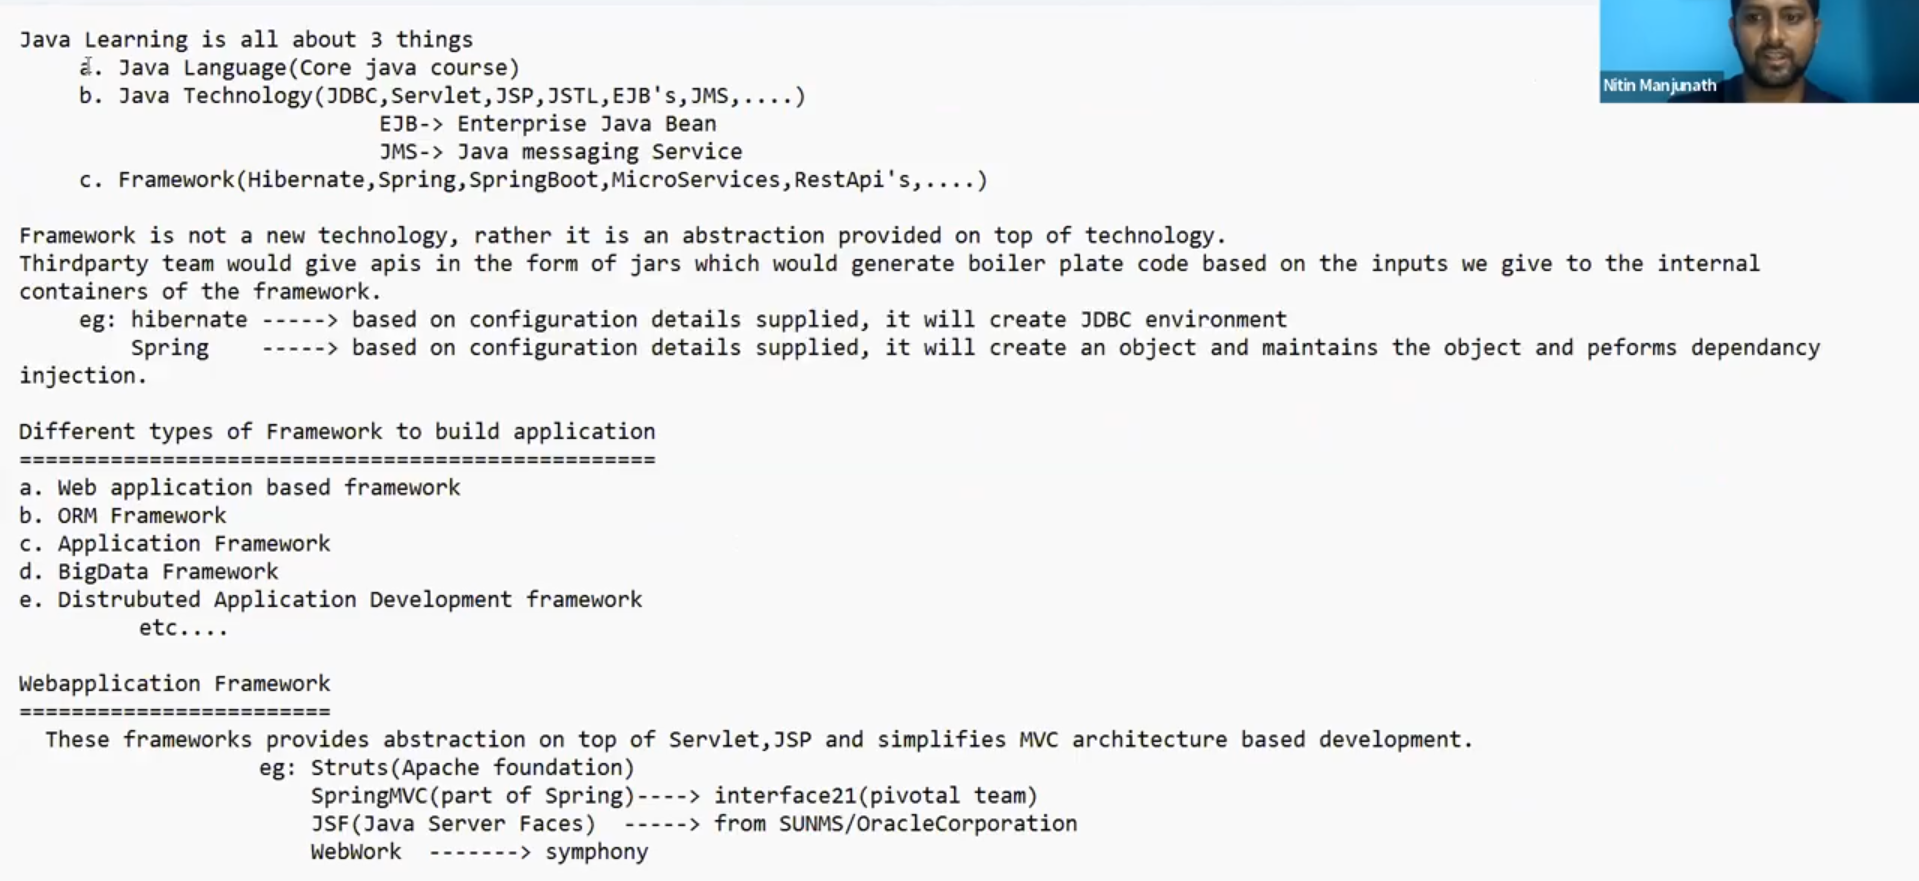 Java Learning is all about 3 things
a. Java Language(Core java course)
b. Java Technology(JDBC,Servlet,JSP,JSTL,EJB's,JMS,....)
EJB-> Enterprise Java Bean
JMS-> Java messaging Service
c. Framework(Hibernate,Spring,SpringBoot,MicroServices,RestApi's,....)
Framework is not a new technology, rather it is an abstraction provided on top of technology.
Thirdparty team would give apis in the form of jars which would generate boiler plate code based on the inputs we give to the internal
containers of the framework.
eg: hibernate -----> based on configuration details supplied, it will create JDBC environment
Spring -----> based on configuration details supplied, it will create an object and maintains the object and peforms dependancy
injection.
Different types of Framework to build application
=================================================
a. Web application based framework
b. ORM Framework
c. Application Framework
d. BigData Framework
e. Distrubuted Application Development framework
etc....
Webapplication Framework
========================
These frameworks provides abstraction on top of Servlet,JSP and simplifies MVC architecture based development.
eg: Struts(Apache foundation)
SpringMVC(part of Spring)----> interface21(pivotal team)
JSF(Java Server Faces) -----> from SUNMS/OracleCorporation
WebWork -------> symphony
Nitin Manjunath